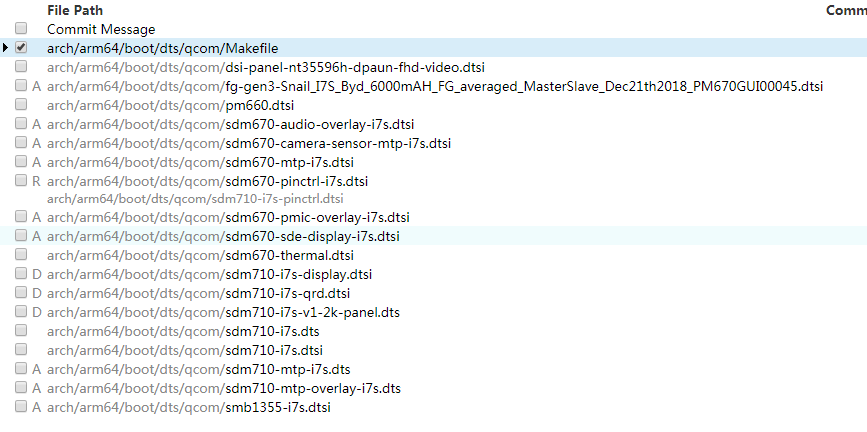 File Path Comm
Commit Message
arch/arm64/boot/dts/qcom/Makefile
arch/arm64/boot/dts/qcom/dsi-panel-nt35596h-dpaun-fhd-video.dtsi
A arch/arm64/boot/dts/qcom/fg-gen3-Snail_I7S_Byd_6000mAH_FG_averaged_MasterSlave_Dec21th2018_PM670GUI00045.dtsi
arch/arm64/boot/dts/qcom/pm660.dtsi
A arch/arm64/boot/dts/qcom/sdm670-audio-overlay-i7s.dtsi
A arch/arm64/boot/dts/qcom/sdm670-camera-sensor-mtp-i7s.dtsi
A arch/arm64/boot/dts/qcom/sdm670-mtp-i7s.dtsi
R arch/arm64/boot/dts/qcom/sdm670-pinctrl-i7s.dtsi
arch/arm64/boot/dts/qcom/sdm710-i7s-pinctrl.dtsi
A arch/arm64/boot/dts/qcom/sdm670-pmic-overlay-i7s.dtsi
A arch/arm64/boot/dts/qcom/sdm670-sde-display-i7s.dtsi
arch/arm64/boot/dts/qcom/sdm670-thermal.dtsi
D arch/arm64/boot/dts/qcom/sdm710-i7s-display.dtsi
D arch/arm64/boot/dts/qcom/sdm710-i7s-qrd.dtsi
D arch/arm64/boot/dts/qcom/sdm710-i7s-v1-2k-panel.dts
arch/arm64/boot/dts/qcom/sdm710-i7s.dts
arch/arm64/boot/dts/qcom/sdm710-i7s.dtsi
A arch/arm64/boot/dts/qcom/sdm710-mtp-i7s.dts
A arch/arm64/boot/dts/qcom/sdm710-mtp-overlay-i7s.dts
A arch/arm64/boot/dts/qcom/smb1355-i7s.dtsi